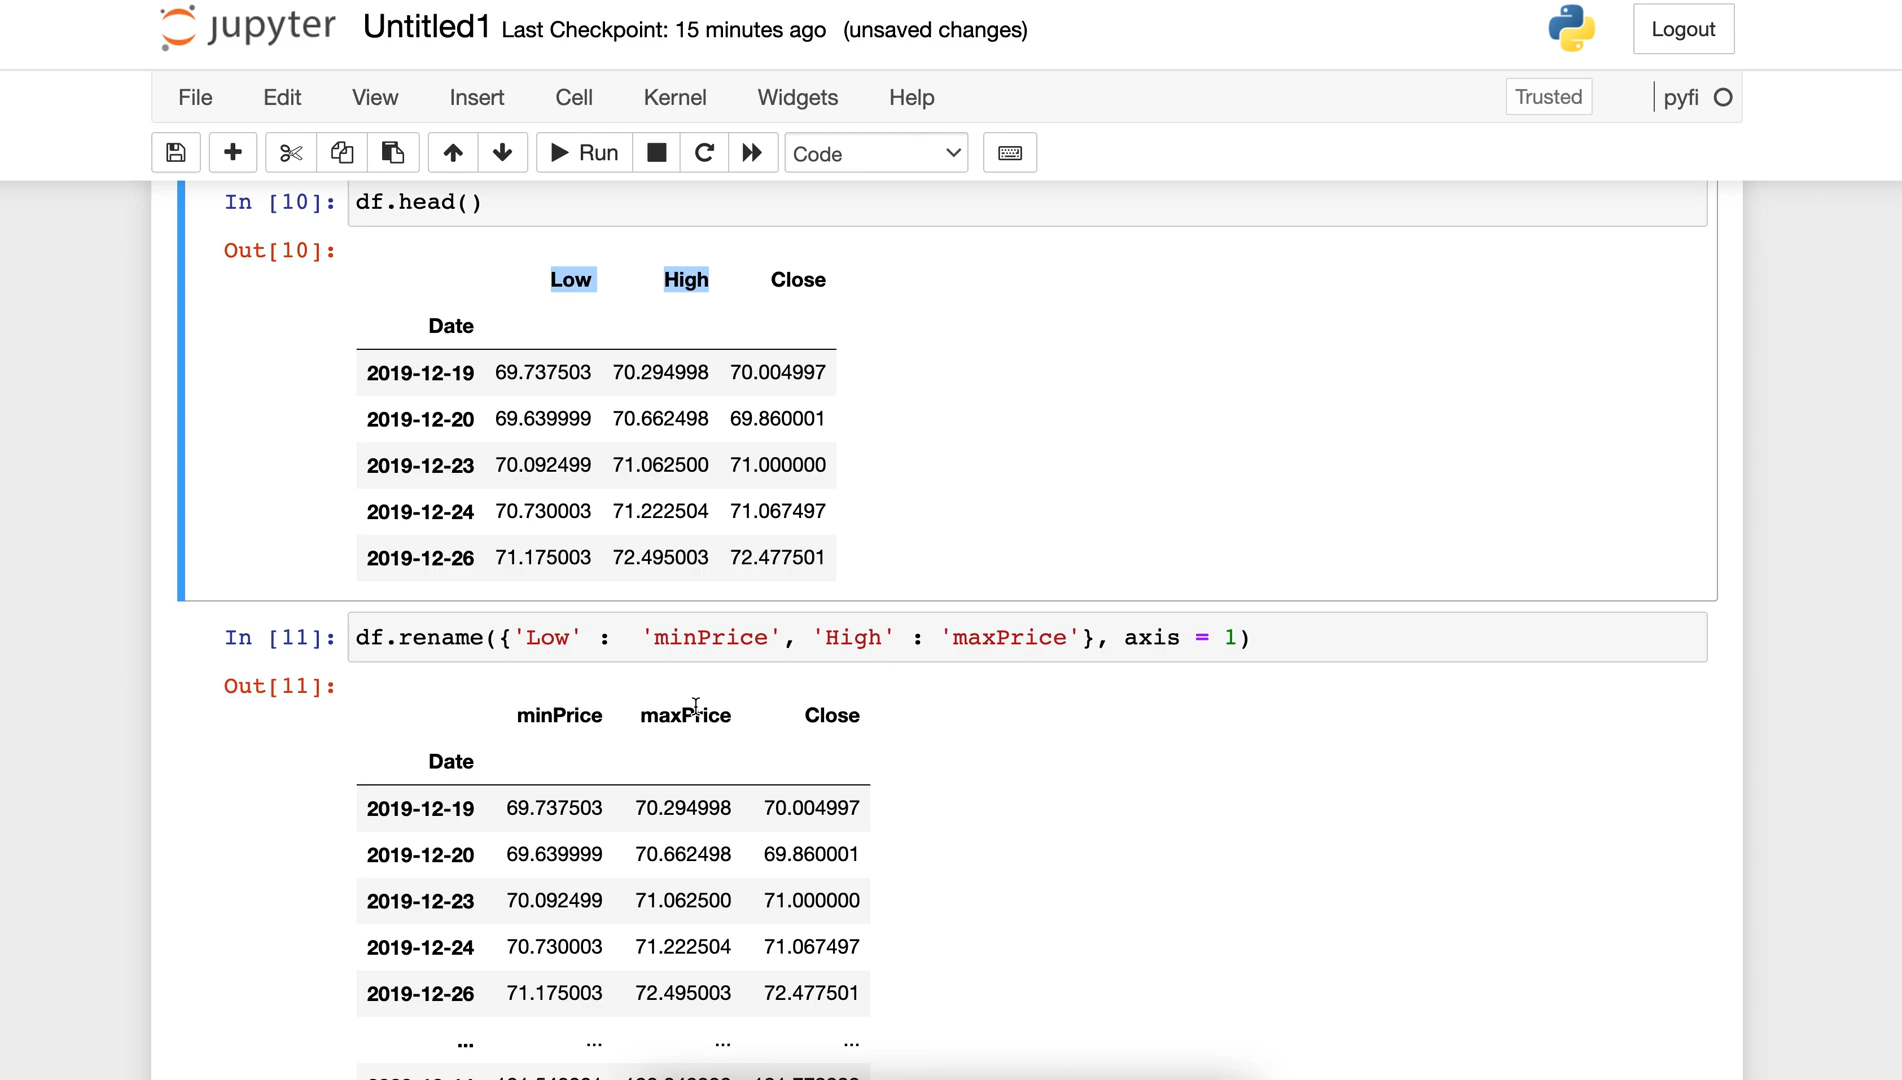 jupyter Untitled1 Last Checkpoint: 15 minutes ago (unsaved changes) Logout
File Edit View Insert Cell Kernel Widgets Help Trusted pyfi
Run Code
In [10]: df.head()
Out[10]:
Low High Close
Date
2019-12-19 69.737503 70.294998 70.004997
2019-12-20 69.639999 70.662498 69.860001
2019-12-23 70.092499 71.062500 71.000000
2019-12-24 70.730003 71.222504 71.067497
2019-12-26 71.175003 72.495003 72.477501
In [11]: df.rename({'Low' :  'minPrice', 'High' : 'maxPrice'}, axis = 1)
Out[11]:
minPrice maxPrice Close
Date
2019-12-19 69.737503 70.294998 70.004997
2019-12-20 69.639999 70.662498 69.860001
2019-12-23 70.092499 71.062500 71.000000
2019-12-24 70.730003 71.222504 71.067497
2019-12-26 71.175003 72.495003 72.477501
... ... ... ...